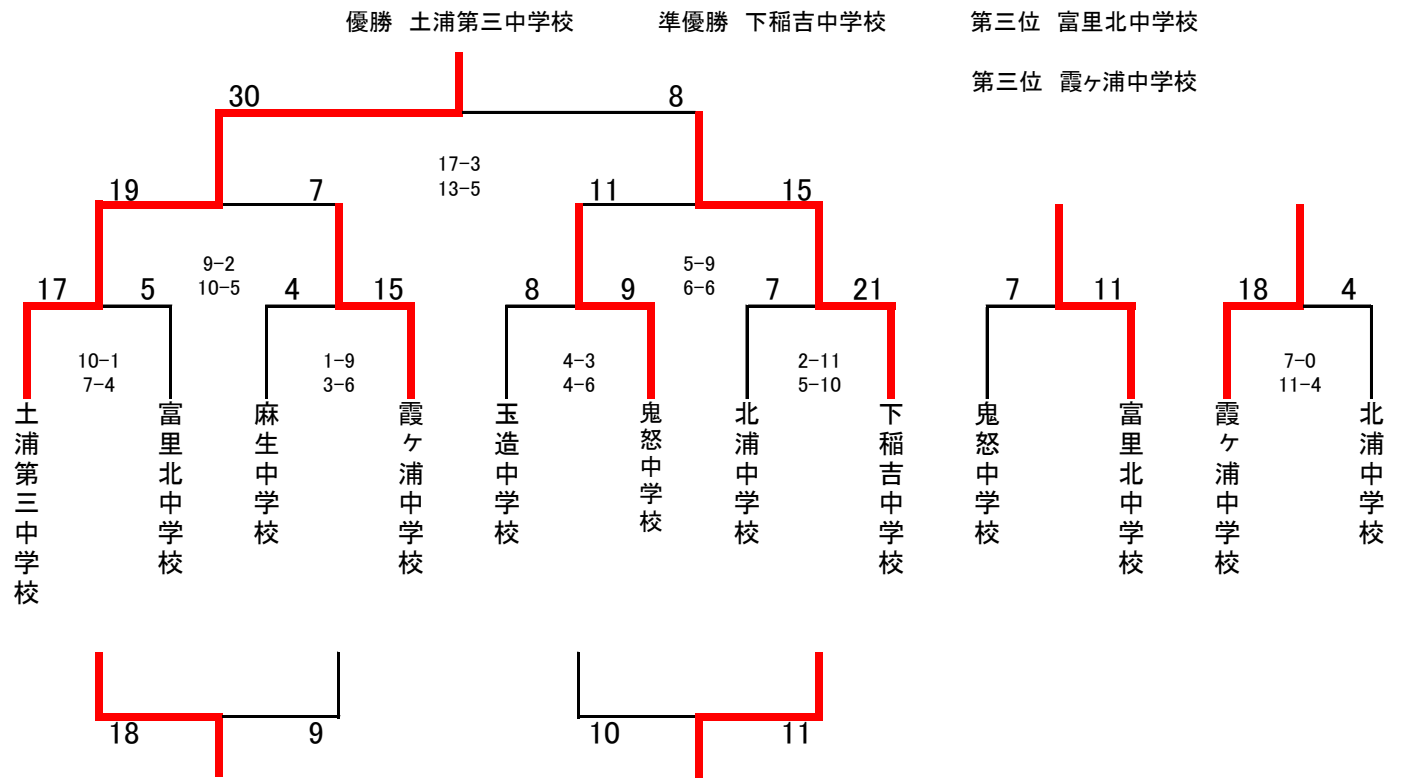 優勝 土浦第三中学校 準優勝 下稲吉中学校 第三位 富里北中学校
第三位 霞ヶ浦中学校
30 8
17-3
13-5
19 7 11 15
9-2
10-5
5-9
6-6
17 5 4 15 8 9 7 21 7 11 18 4
10-1
7-4
1-9
3-6
4-3
4-6
2-11
5-10
7-0
11-4
土浦第三中学校
富里北中学校
麻生中学校
霞ヶ浦中学校
玉造中学校
鬼怒中学校
北浦中学校
下稲吉中学校
鬼怒中学校
富里北中学校
霞ヶ浦中学校
北浦中学校
18 9 10 11